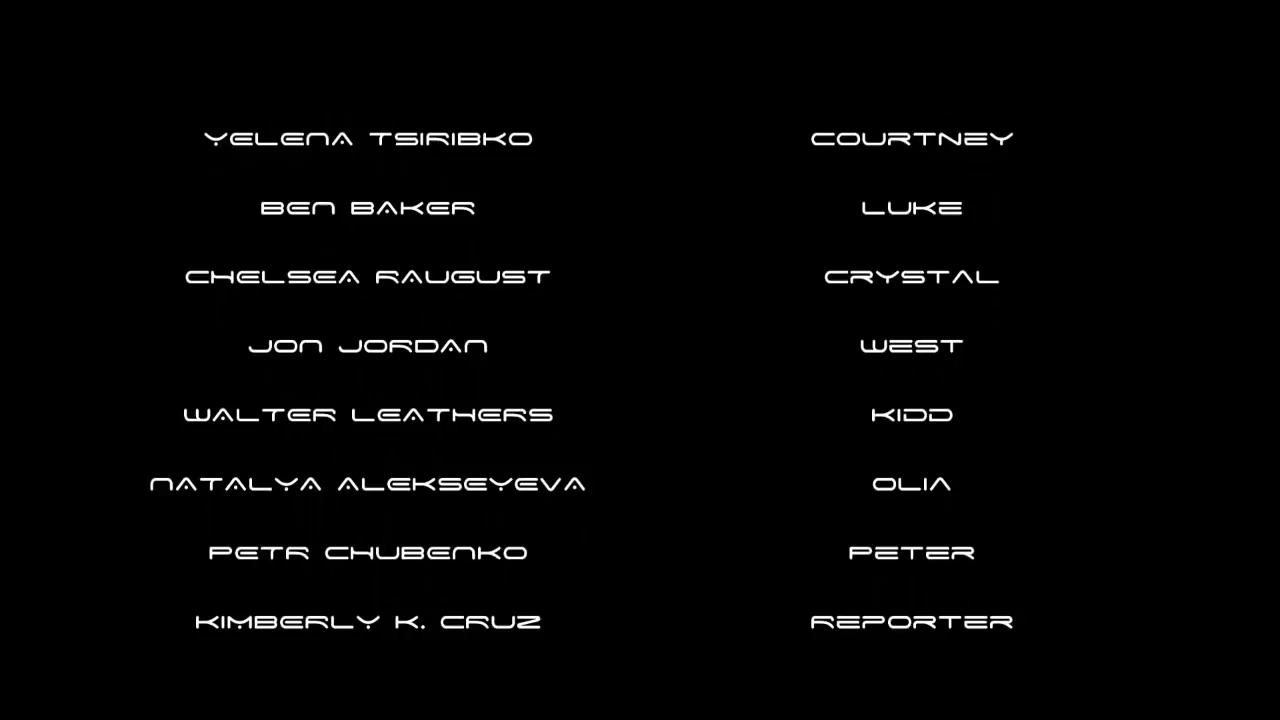 YELENA TSIRIBKO COURTNEY
BEN BAKER LUKE
CHELSEA RAUGUST CRYSTAL
JON JORDAN WEST
WALTER LEATHERS KIDD
NATALYA ALEKSEYEVA OLIA
PETR CHUBENKO PETER
KIMBERLY K. CRUZ REPORTER